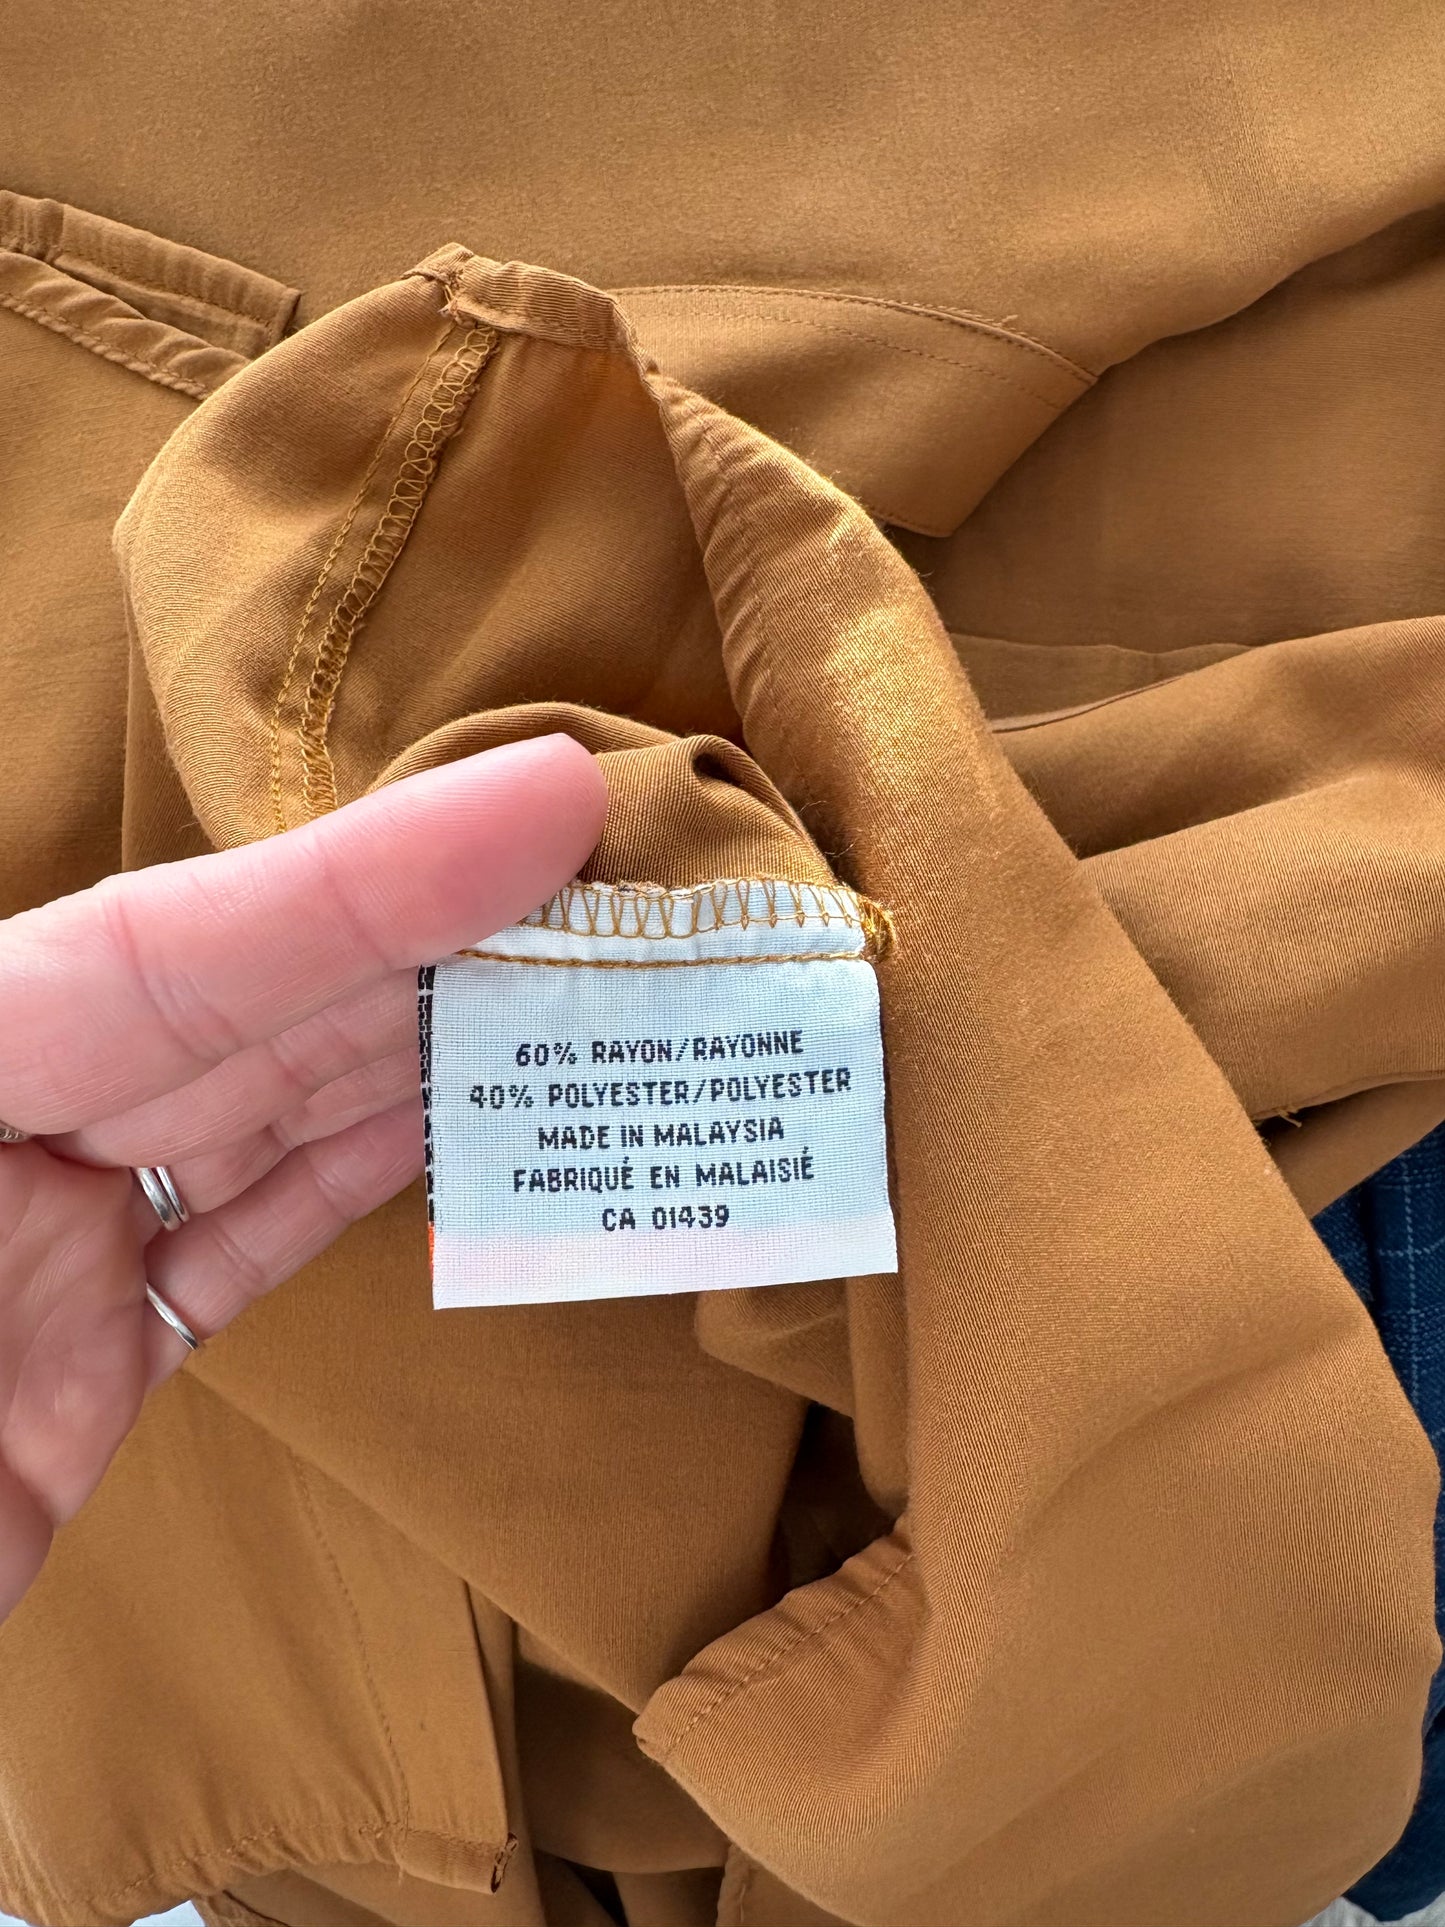 60% RAYON/RAYONNE
40% POLYESTER/POLYESTER
MADE IN MALAYSIA
FABRIQUÉ EN MALAISIÉ
CA 01439